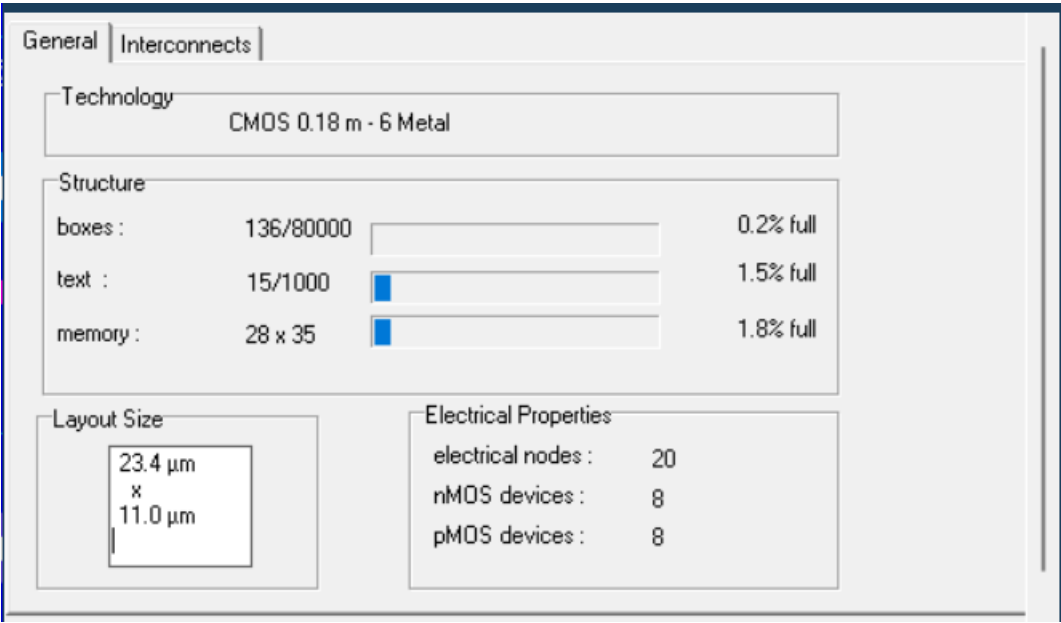 General Interconnects
Technology
CMOS 0.18 m - 6 Metal
Structure
boxes : 136/80000 0.2% full
text : 15/1000 1.5% full
memory : 28 x 35 1.8% full
Layout Size
23.4 µm
x
11.0 µm
Electrical Properties
electrical nodes : 20
nMOS devices : 8
pMOS devices : 8